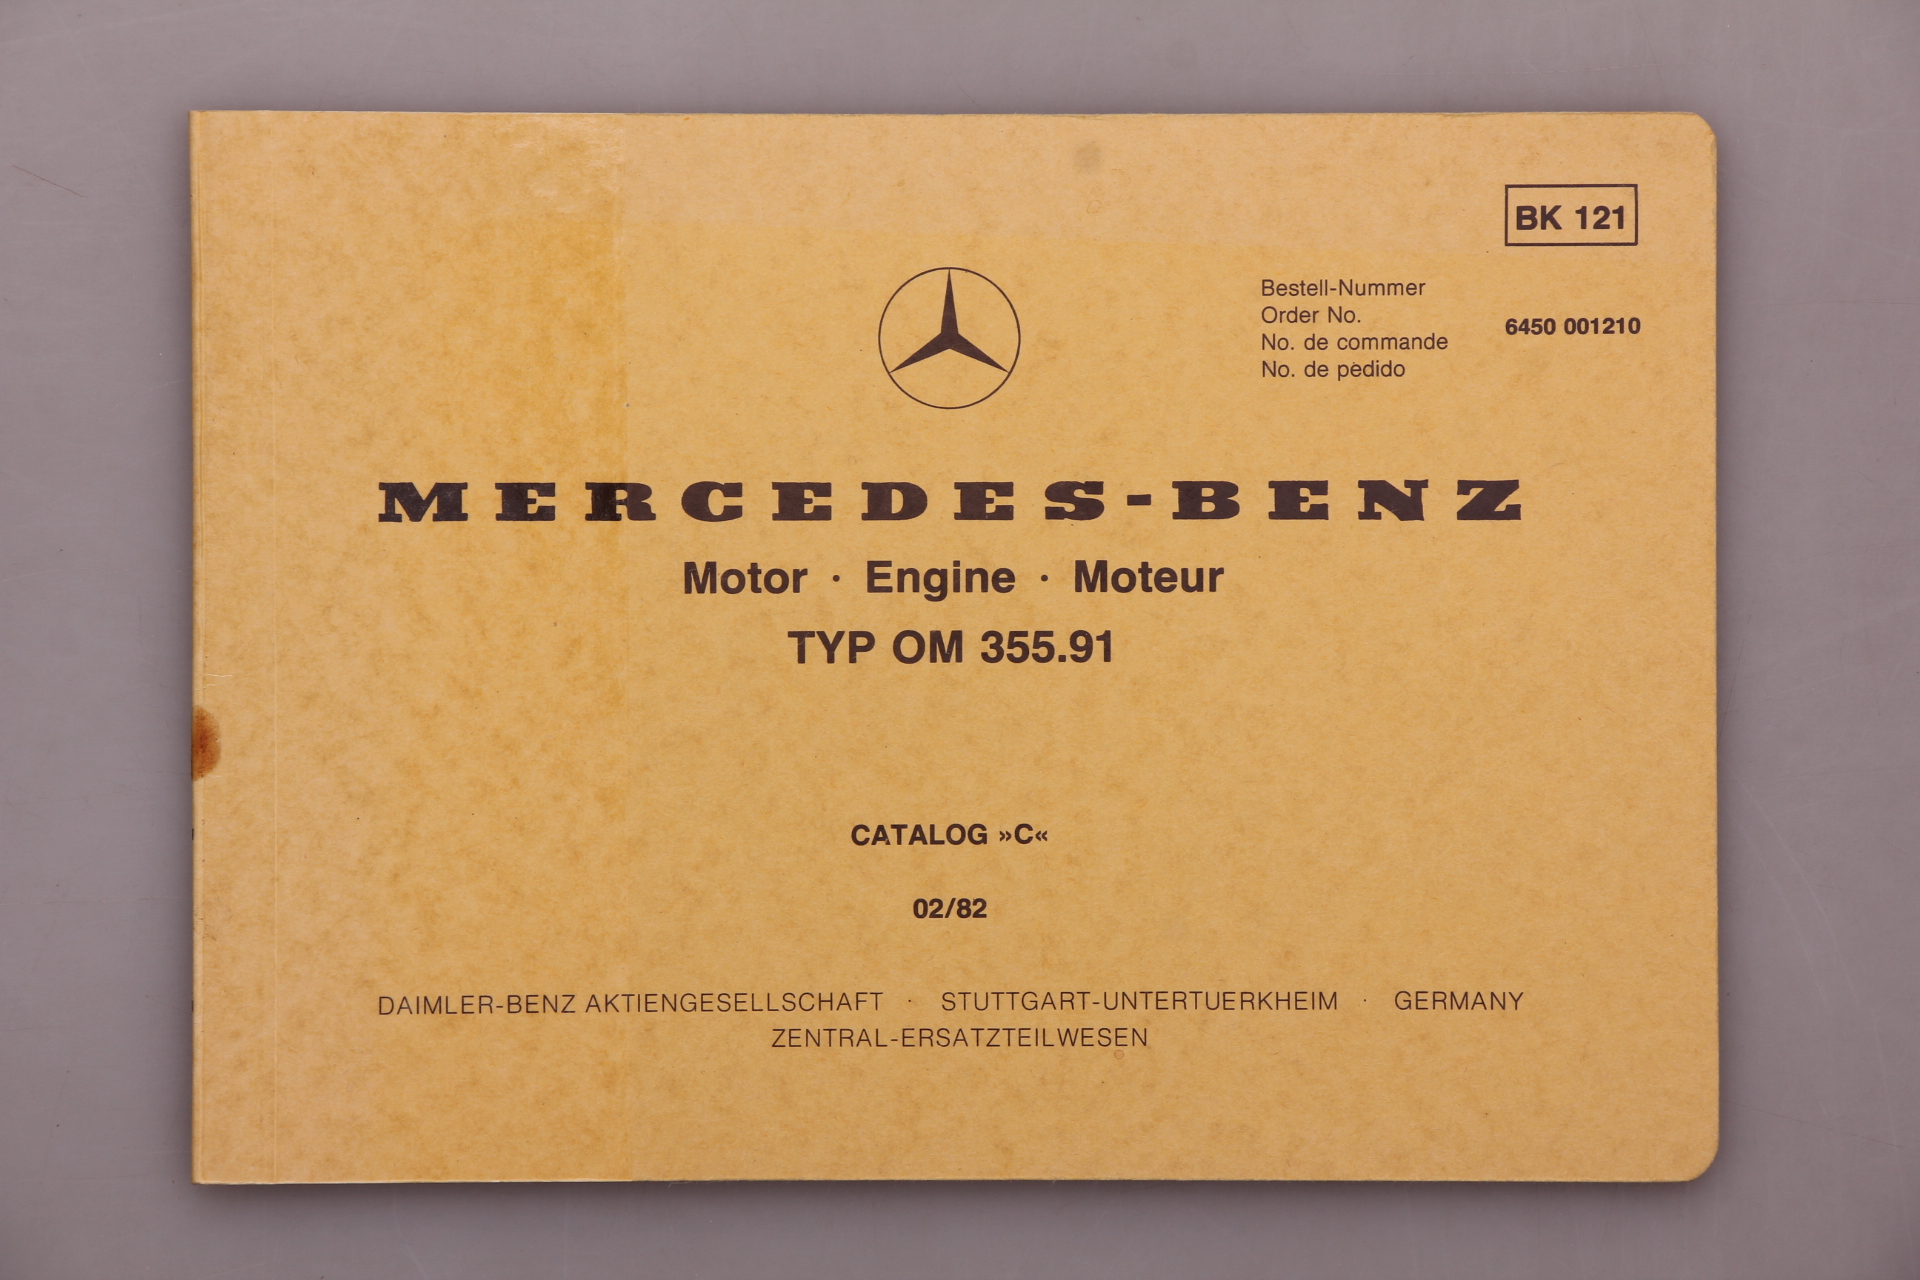 BK 121
Bestell-Nummer
Order No.
No. de commande
No. de pedido
6450 001210
MERCEDES-BENZ
Motor · Engine · Moteur
TYP OM 355.91
CATALOG »C«
02/82
DAIMLER-BENZ AKTIENGESELLSCHAFT · STUTTGART-UNTERTUERKHEIM · GERMANY
ZENTRAL-ERSATZTEILWESEN